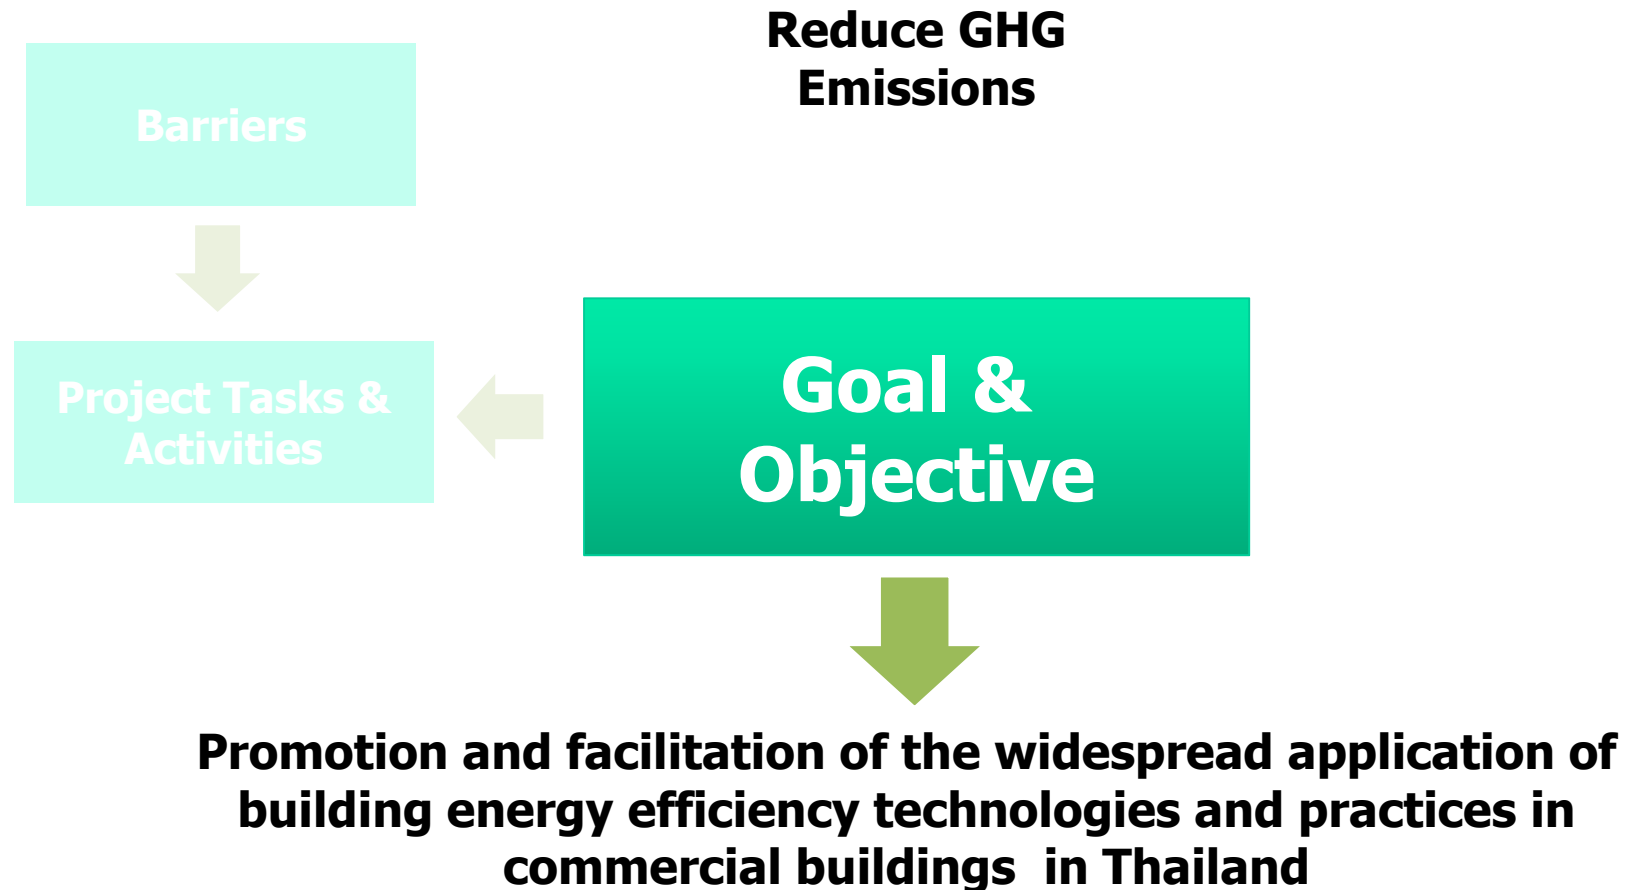 Reduce GHG
Emissions
Barriers
Project Tasks &
Activities
Goal &
Objective
Promotion and facilitation of the widespread application of
building energy efficiency technologies and practices in
commercial buildings in Thailand